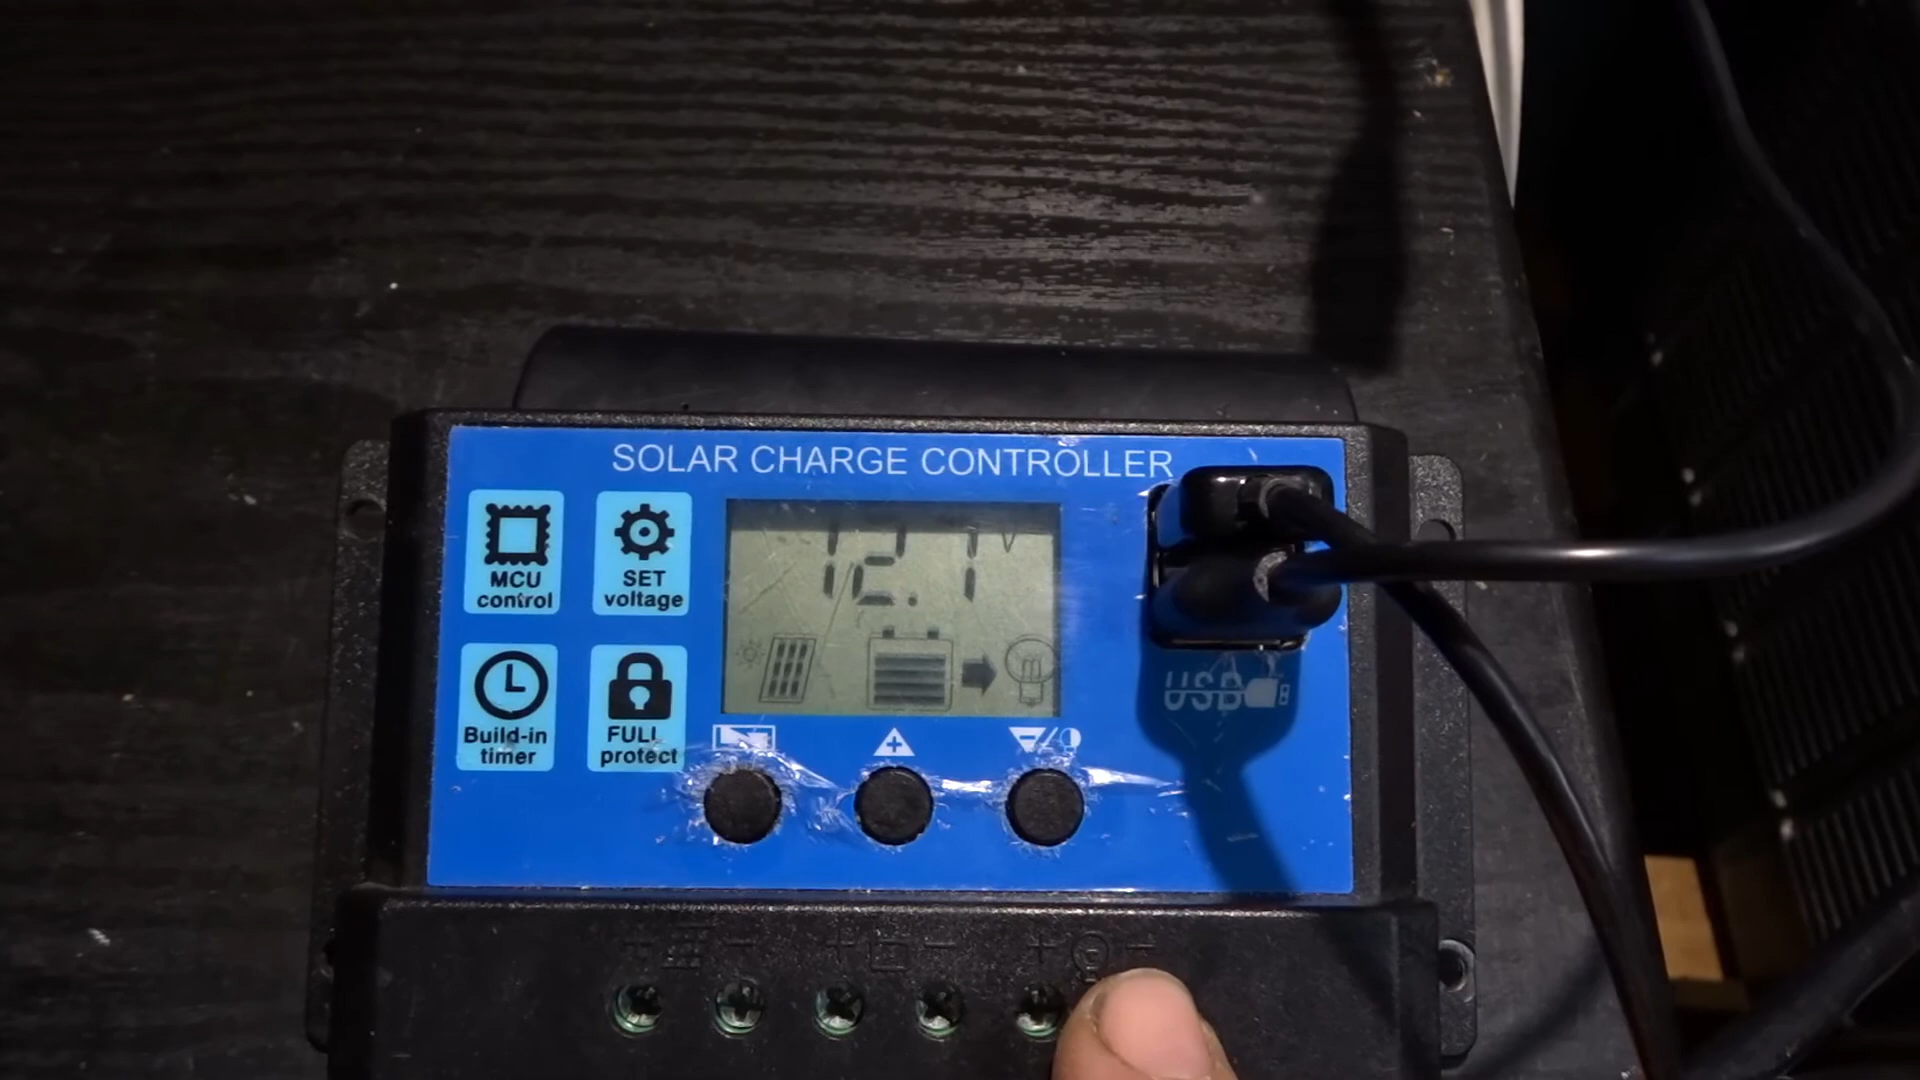 SOLAR CHARGE CONTROLLER
MCU
control
SET
voltage
12.1 V
Build-in
timer
FULL
protect
USB
+ -
+ -
+ -